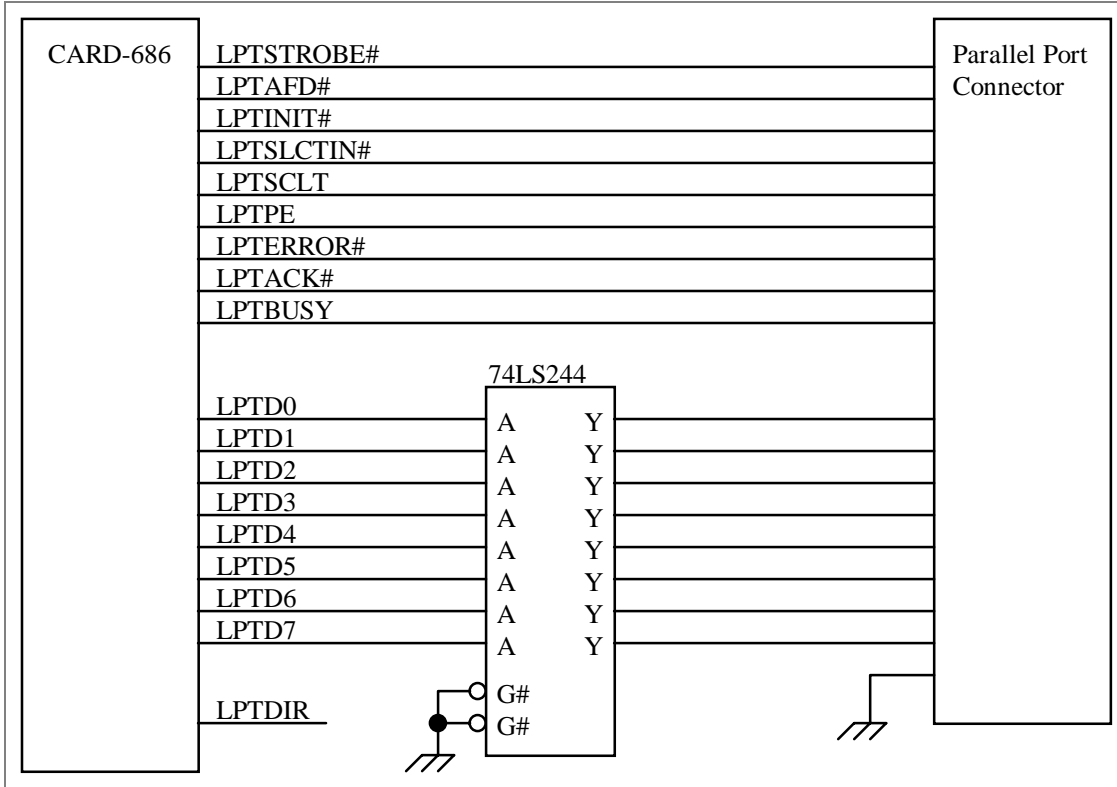 CARD-686
LPTSTROBE#
LPTAFD#
LPTINIT#
LPTSLCTIN#
LPTSCLT
LPTPE
LPTERROR#
LPTACK#
LPTBUSY
Parallel Port
Connector
74LS244
LPTD0
LPTD1
LPTD2
LPTD3
LPTD4
LPTD5
LPTD6
LPTD7
LPTDIR
A Y
A Y
A Y
A Y
A Y
A Y
A Y
A Y
G#
G#